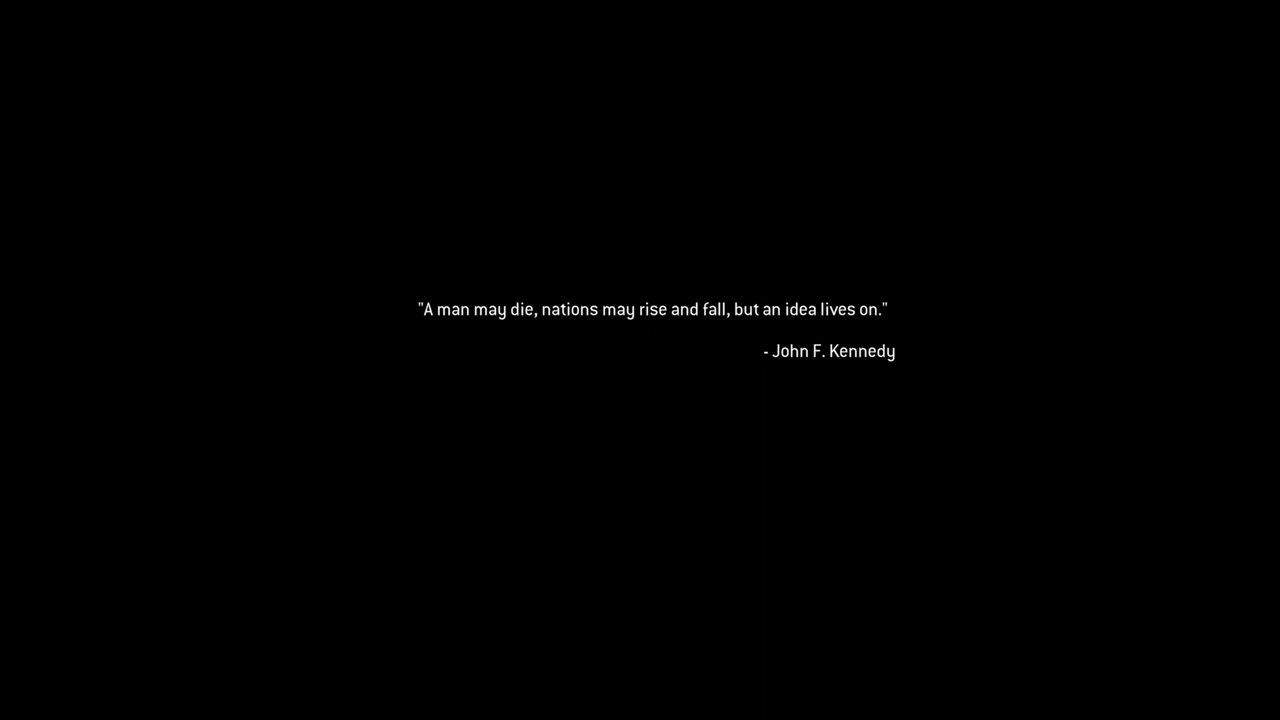 "A man may die, nations may rise and fall, but an idea lives on."
- John F. Kennedy